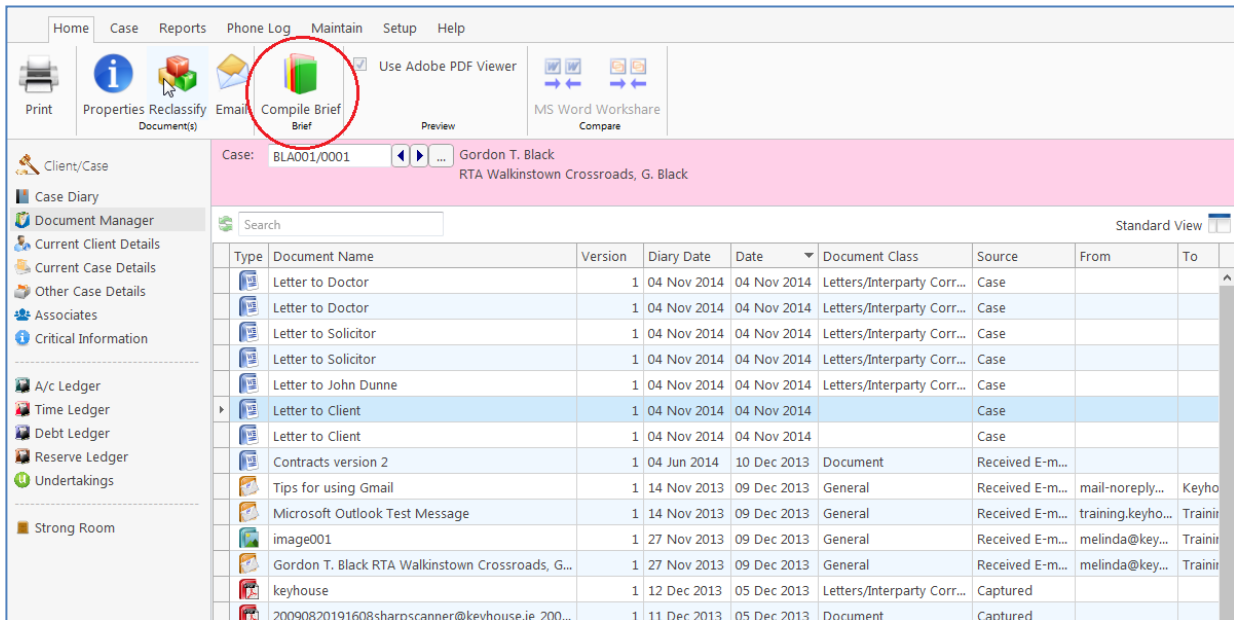 Home Case Reports Phone Log Maintain Setup Help
Use Adobe PDF Viewer
Print Properties Reclassify Email Compile Brief MS Word Workshare
Document(s) Brief Preview Compare
Client/Case
Case Diary
Document Manager
Current Client Details
Current Case Details
Other Case Details
Associates
Critical Information
A/c Ledger
Time Ledger
Debt Ledger
Reserve Ledger
Undertakings
Strong Room
Case: BLA001/0001 ... Gordon T. Black
RTA Walkinstown Crossroads, G. Black
Search Standard View
Type Document Name Version Diary Date Date Document Class Source From To
Letter to Doctor 1 04 Nov 2014 04 Nov 2014 Letters/Interparty Corr... Case
Letter to Doctor 1 04 Nov 2014 04 Nov 2014 Letters/Interparty Corr... Case
Letter to Solicitor 1 04 Nov 2014 04 Nov 2014 Letters/Interparty Corr... Case
Letter to Solicitor 1 04 Nov 2014 04 Nov 2014 Letters/Interparty Corr... Case
Letter to John Dunne 1 04 Nov 2014 04 Nov 2014 Letters/Interparty Corr... Case
Letter to Client 1 04 Nov 2014 04 Nov 2014 Case
Letter to Client 1 04 Nov 2014 04 Nov 2014 Case
Contracts version 2 1 04 Jun 2014 10 Dec 2013 Document Received E-m...
Tips for using Gmail 1 14 Nov 2013 09 Dec 2013 General Received E-m... mail-noreply... Keyho
Microsoft Outlook Test Message 1 14 Nov 2013 09 Dec 2013 General Received E-m... training.keyho... Trainin
image001 1 27 Nov 2013 09 Dec 2013 General Received E-m... melinda@key... Trainin
Gordon T. Black RTA Walkinstown Crossroads, G... 1 27 Nov 2013 09 Dec 2013 General Received E-m... melinda@key... Trainin
keyhouse 1 12 Dec 2013 05 Dec 2013 Letters/Interparty Corr... Captured
20090820191608sharpscanner@keyhouse.ie_200... 1 11 Dec 2013 05 Dec 2013 Document Captured